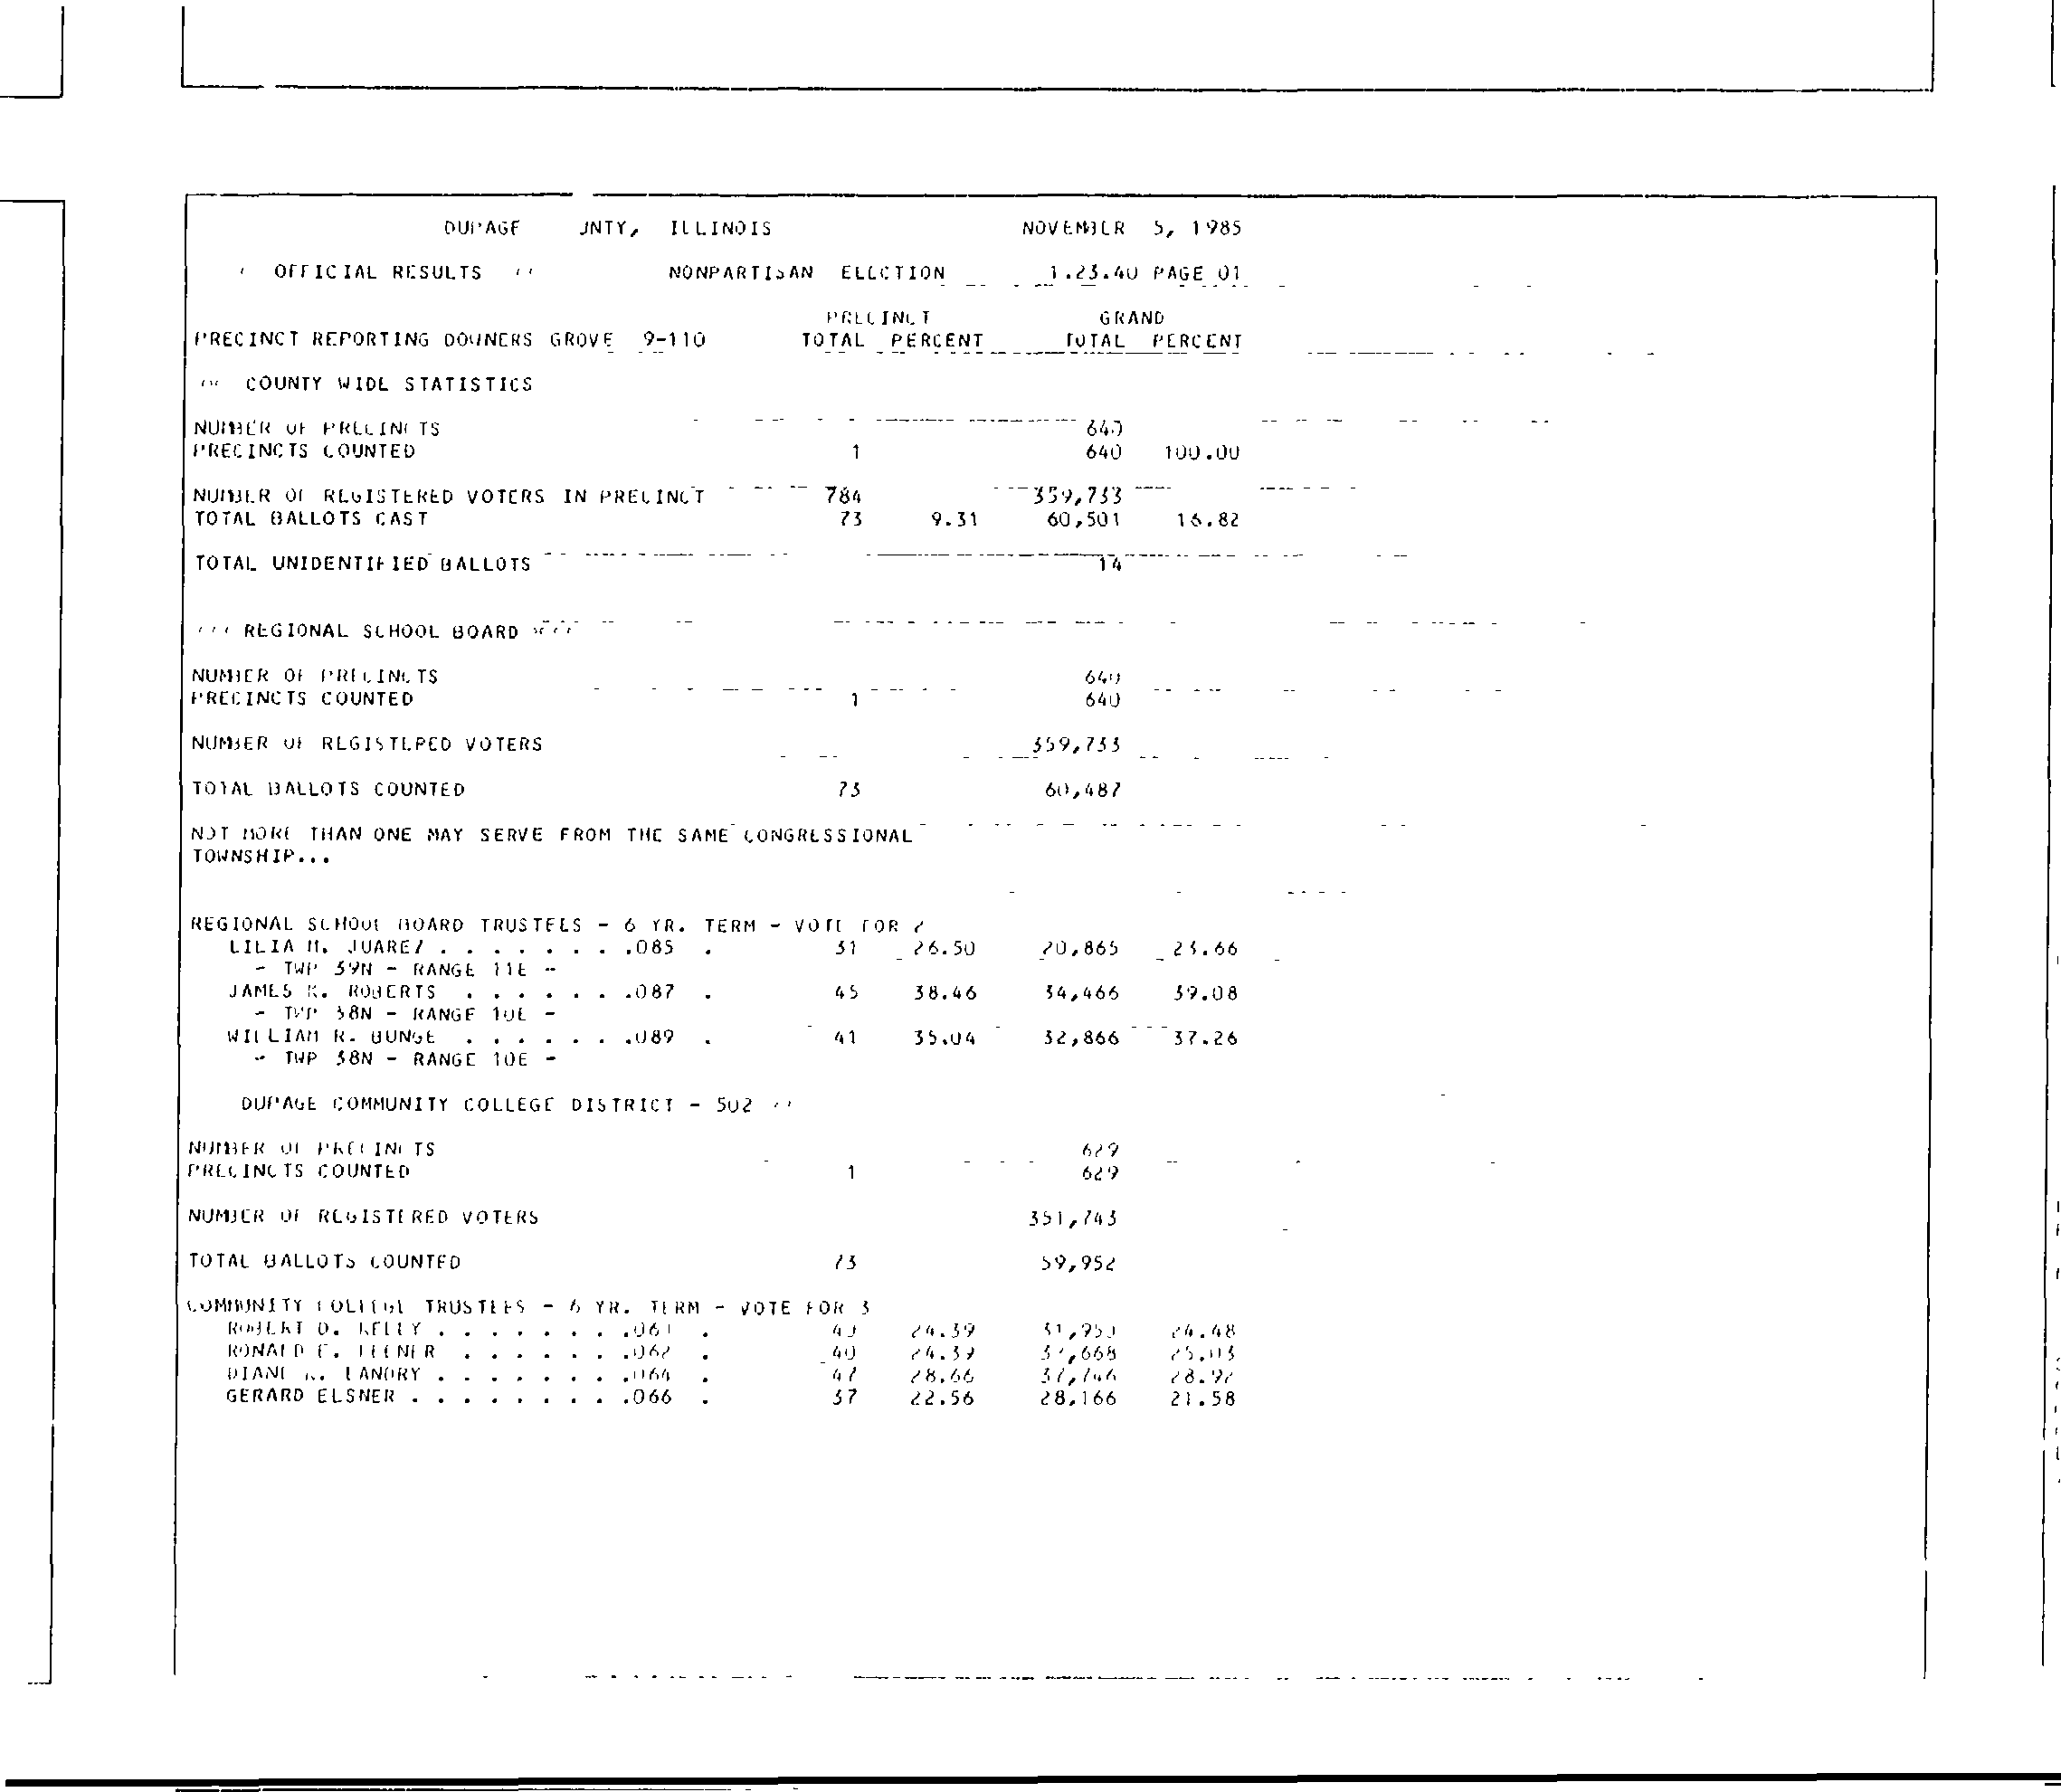 DUPAGE UNTY, ILLINOIS NOVEMBER 5, 1985
OFFICIAL RESULTS NONPARTISAN ELECTION 1.23.40 PAGE 01
PRECINCT GRAND
PRECINCT REPORTING DOWNERS GROVE 9-110 TOTAL PERCENT TOTAL PERCENT
COUNTY WIDE STATISTICS
NUMBER OF PRECINCTS 640
PRECINCTS COUNTED 1 640 100.00
NUMBER OF REGISTERED VOTERS IN PRECINCT 784 359,733
TOTAL BALLOTS CAST 73 9.31 60,501 16.82
TOTAL UNIDENTIFIED BALLOTS 14
REGIONAL SCHOOL BOARD
NUMBER OF PRECINCTS 640
PRECINCTS COUNTED 1 640
NUMBER OF REGISTERED VOTERS 359,733
TOTAL BALLOTS COUNTED 73 60,487
NOT MORE THAN ONE MAY SERVE FROM THE SAME CONGRESSIONAL
TOWNSHIP...
REGIONAL SCHOOL BOARD TRUSTEES - 6 YR. TERM - VOTE FOR 2
LILIA M. JUAREZ . . . . . . . .085 . 31 26.50 20,865 23.66
- TWP 39N - RANGE 11E -
JAMES K. ROBERTS . . . . . . .087 . 45 38.46 34,466 39.08
- TWP 38N - RANGE 10E -
WILLIAM R. BUNGE . . . . . . .089 . 41 35.04 32,866 37.26
- TWP 38N - RANGE 10E -
DUPAGE COMMUNITY COLLEGE DISTRICT - 502
NUMBER OF PRECINCTS 629
PRECINCTS COUNTED 1 629
NUMBER OF REGISTERED VOTERS 351,743
TOTAL BALLOTS COUNTED 73 59,952
COMMUNITY COLLEGE TRUSTEES - 6 YR. TERM - VOTE FOR 3
ROBERT D. KELLY . . . . . . . .061 . 40 24.39 24.48
RONALD . . . . . . .062 . 40 24.39 32,668 25.03
DIANE K. LANDRY . . . . . . . .064 . 47 28.66 37,746 28.92
GERARD ELSNER . . . . . . . . .066 . 37 22.56 28,166 21.58